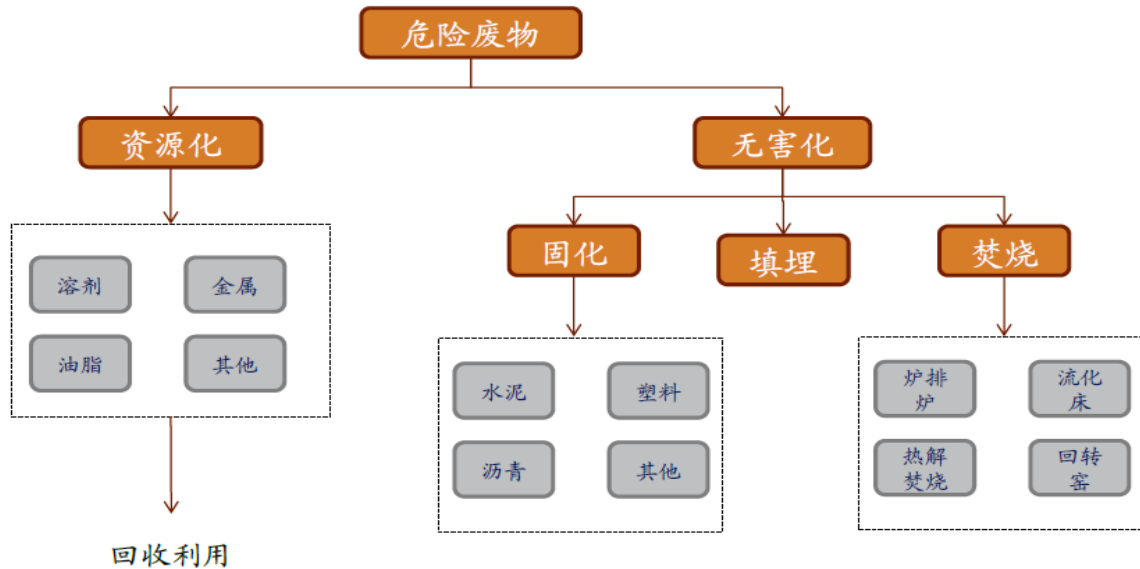 危险废物
资源化
无害化
固化
填埋
焚烧
溶剂
金属
油脂
其他
水泥
塑料
沥青
其他
炉排
炉
流化
床
热解
焚烧
回转
窑
回收利用